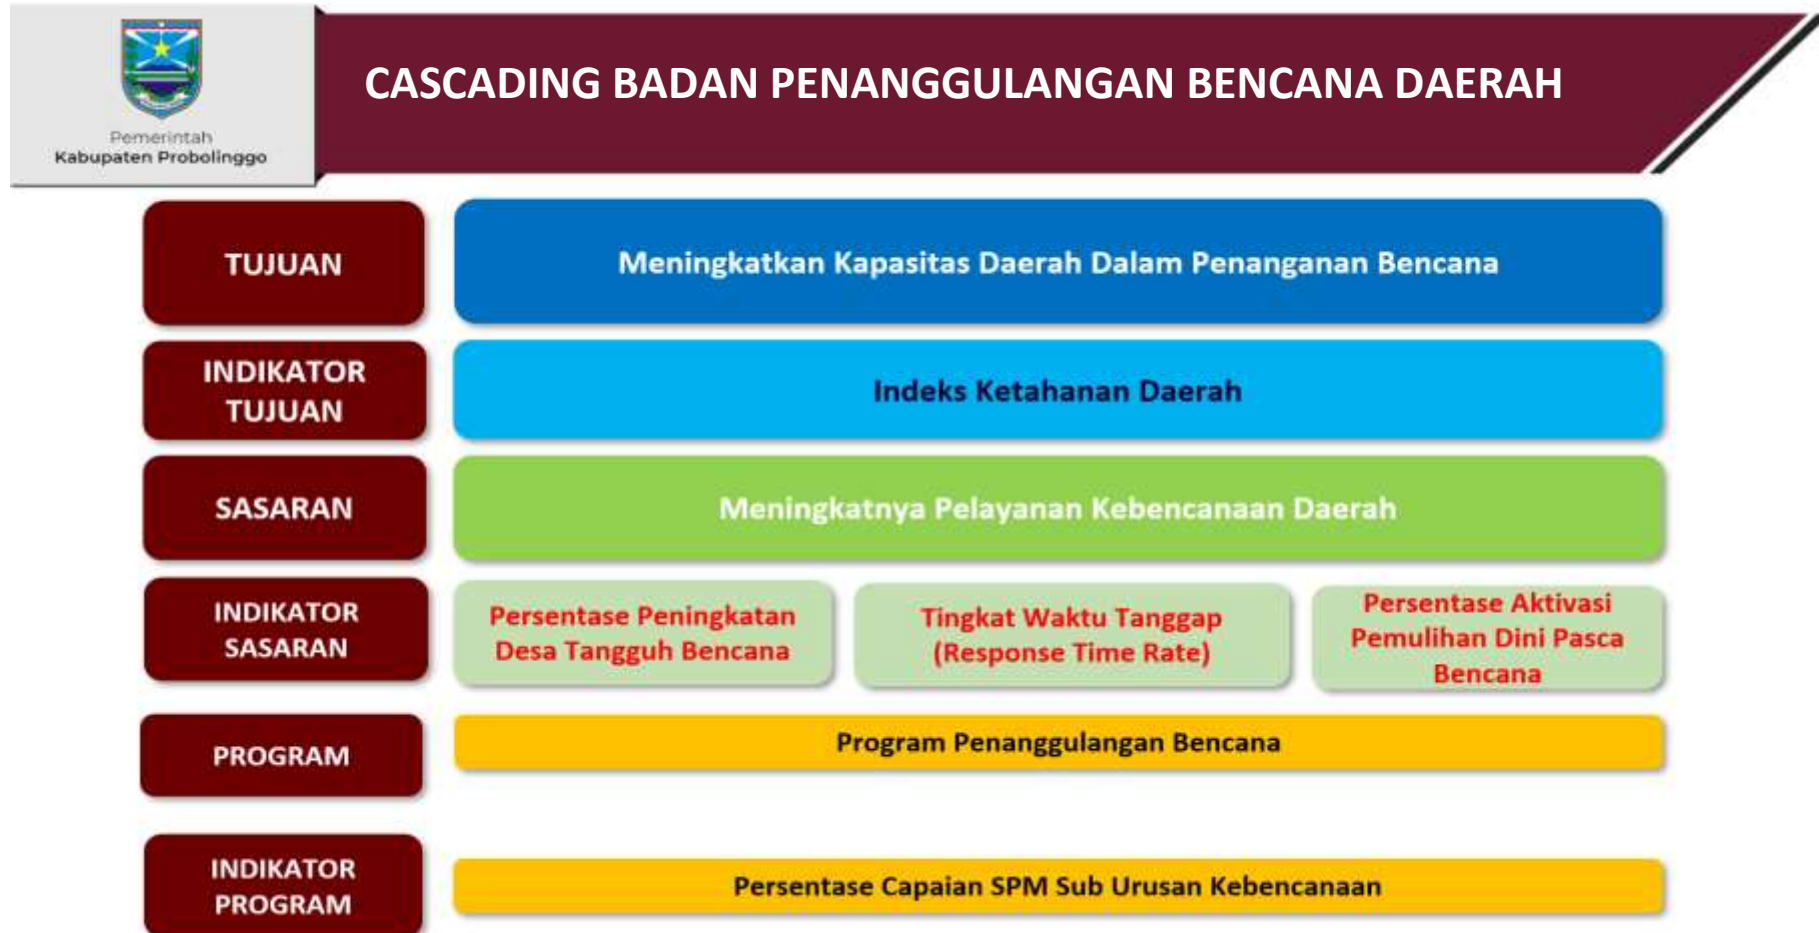 Pemerintah
Kabupaten Probolinggo
CASCADING BADAN PENANGGULANGAN BENCANA DAERAH
TUJUAN
Meningkatkan Kapasitas Daerah Dalam Penanganan Bencana
INDIKATOR
TUJUAN
Indeks Ketahanan Daerah
SASARAN
Meningkatnya Pelayanan Kebencanaan Daerah
INDIKATOR
SASARAN
Persentase Peningkatan
Desa Tangguh Bencana
Tingkat Waktu Tanggap
(Response Time Rate)
Persentase Aktivasi
Pemulihan Dini Pasca
Bencana
PROGRAM
Program Penanggulangan Bencana
INDIKATOR
PROGRAM
Persentase Capaian SPM Sub Urusan Kebencanaan